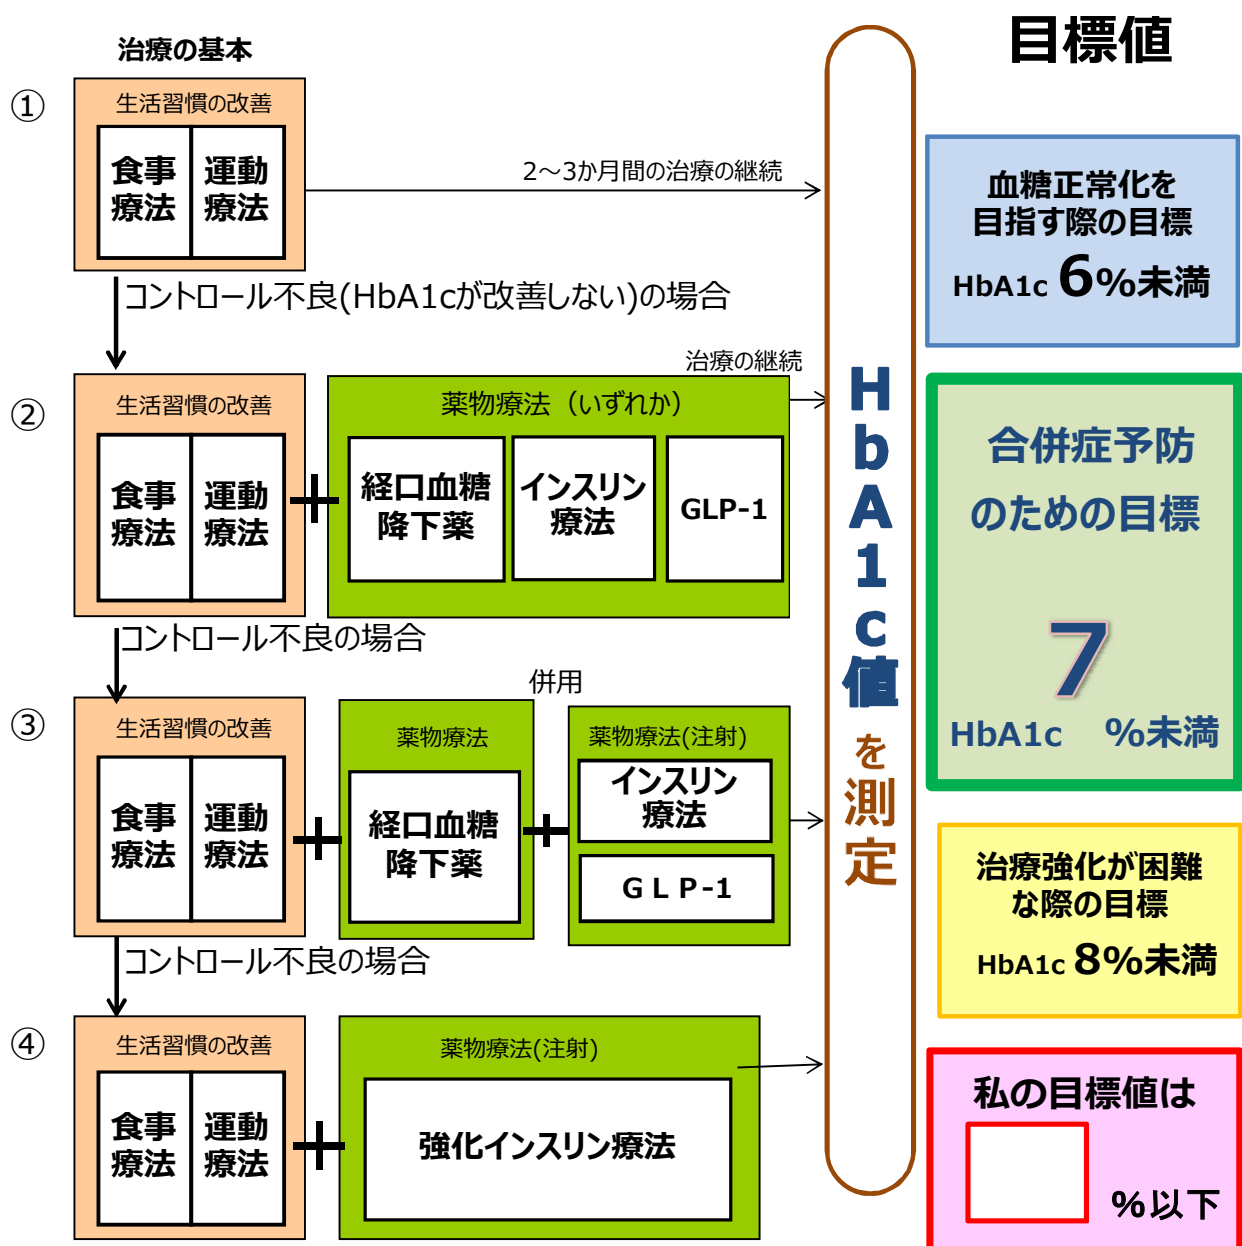 治療の基本
目標値
①
生活習慣の改善
食事
療法
運動
療法
2～3か月間の治療の継続
コントロール不良(HbA1cが改善しない)の場合
②
生活習慣の改善
食事
療法
運動
療法
薬物療法（いずれか）
経口血糖
降下薬
インスリン
療法
GLP-1
治療の継続
コントロール不良の場合
③
生活習慣の改善
食事
療法
運動
療法
薬物療法
経口血糖
降下薬
併用
薬物療法(注射)
インスリン
療法
ＧＬＰ-1
コントロール不良の場合
④
生活習慣の改善
食事
療法
運動
療法
薬物療法(注射)
強化インスリン療法
HbA1c値を測定
血糖正常化を
目指す際の目標
HbA1c 6%未満
合併症予防
のための目標
7
HbA1c %未満
治療強化が困難
な際の目標
HbA1c 8%未満
私の目標値は
%以下